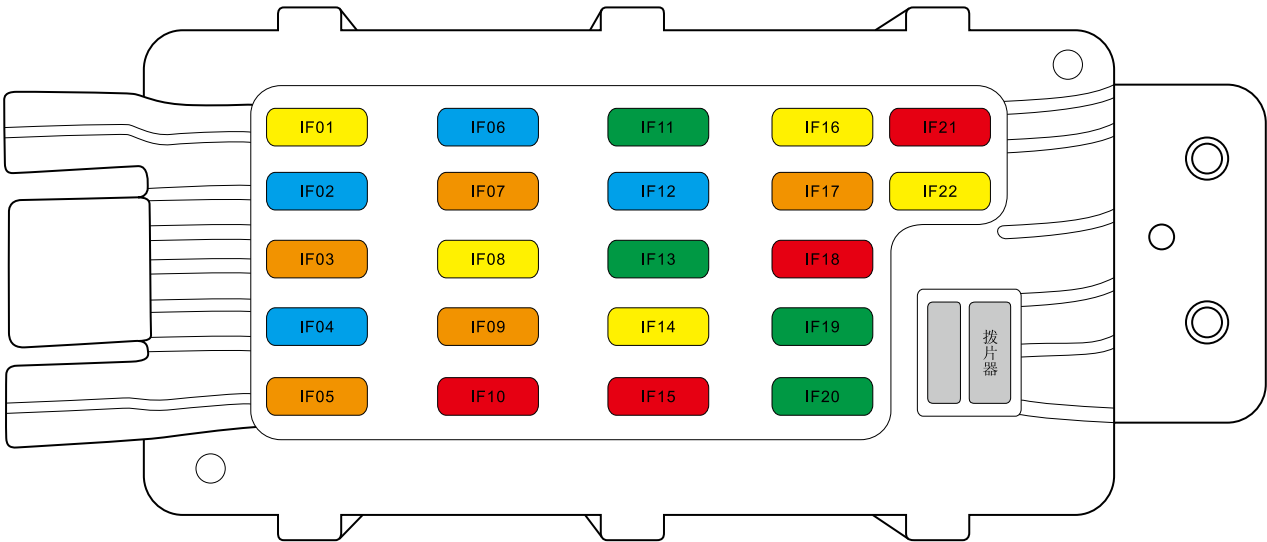 IF01 IF06 IF11 IF16 IF21
IF02 IF07 IF12 IF17 IF22
IF03 IF08 IF13 IF18
IF04 IF09 IF14 IF19
IF05 IF10 IF15 IF20
拨片器